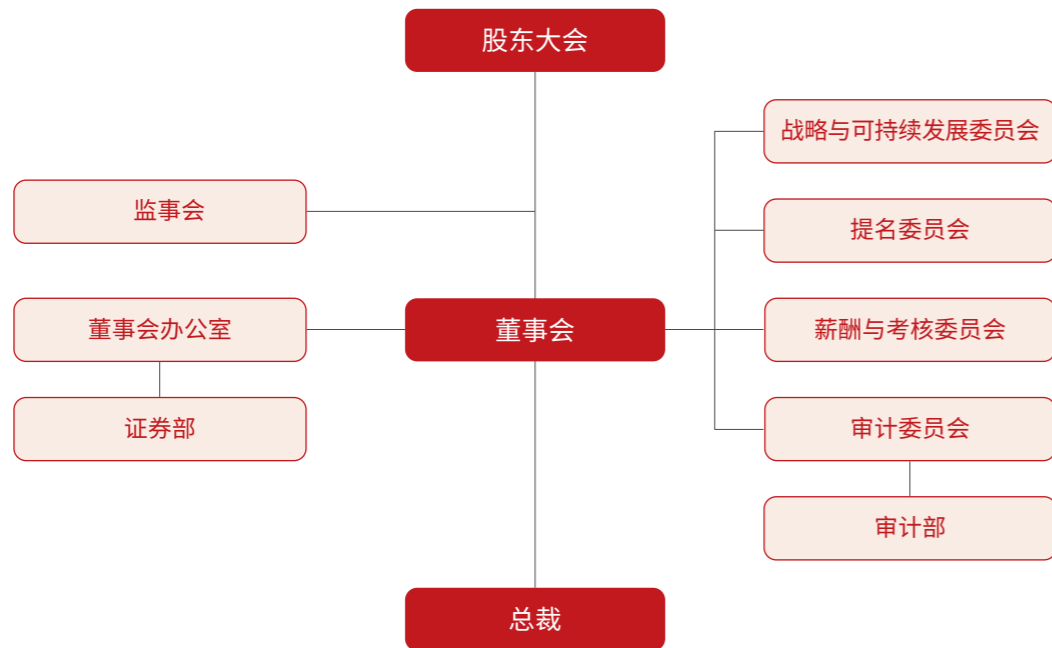 股东大会
战略与可持续发展委员会
监事会
提名委员会
董事会办公室
董事会
薪酬与考核委员会
证券部
审计委员会
审计部
总裁